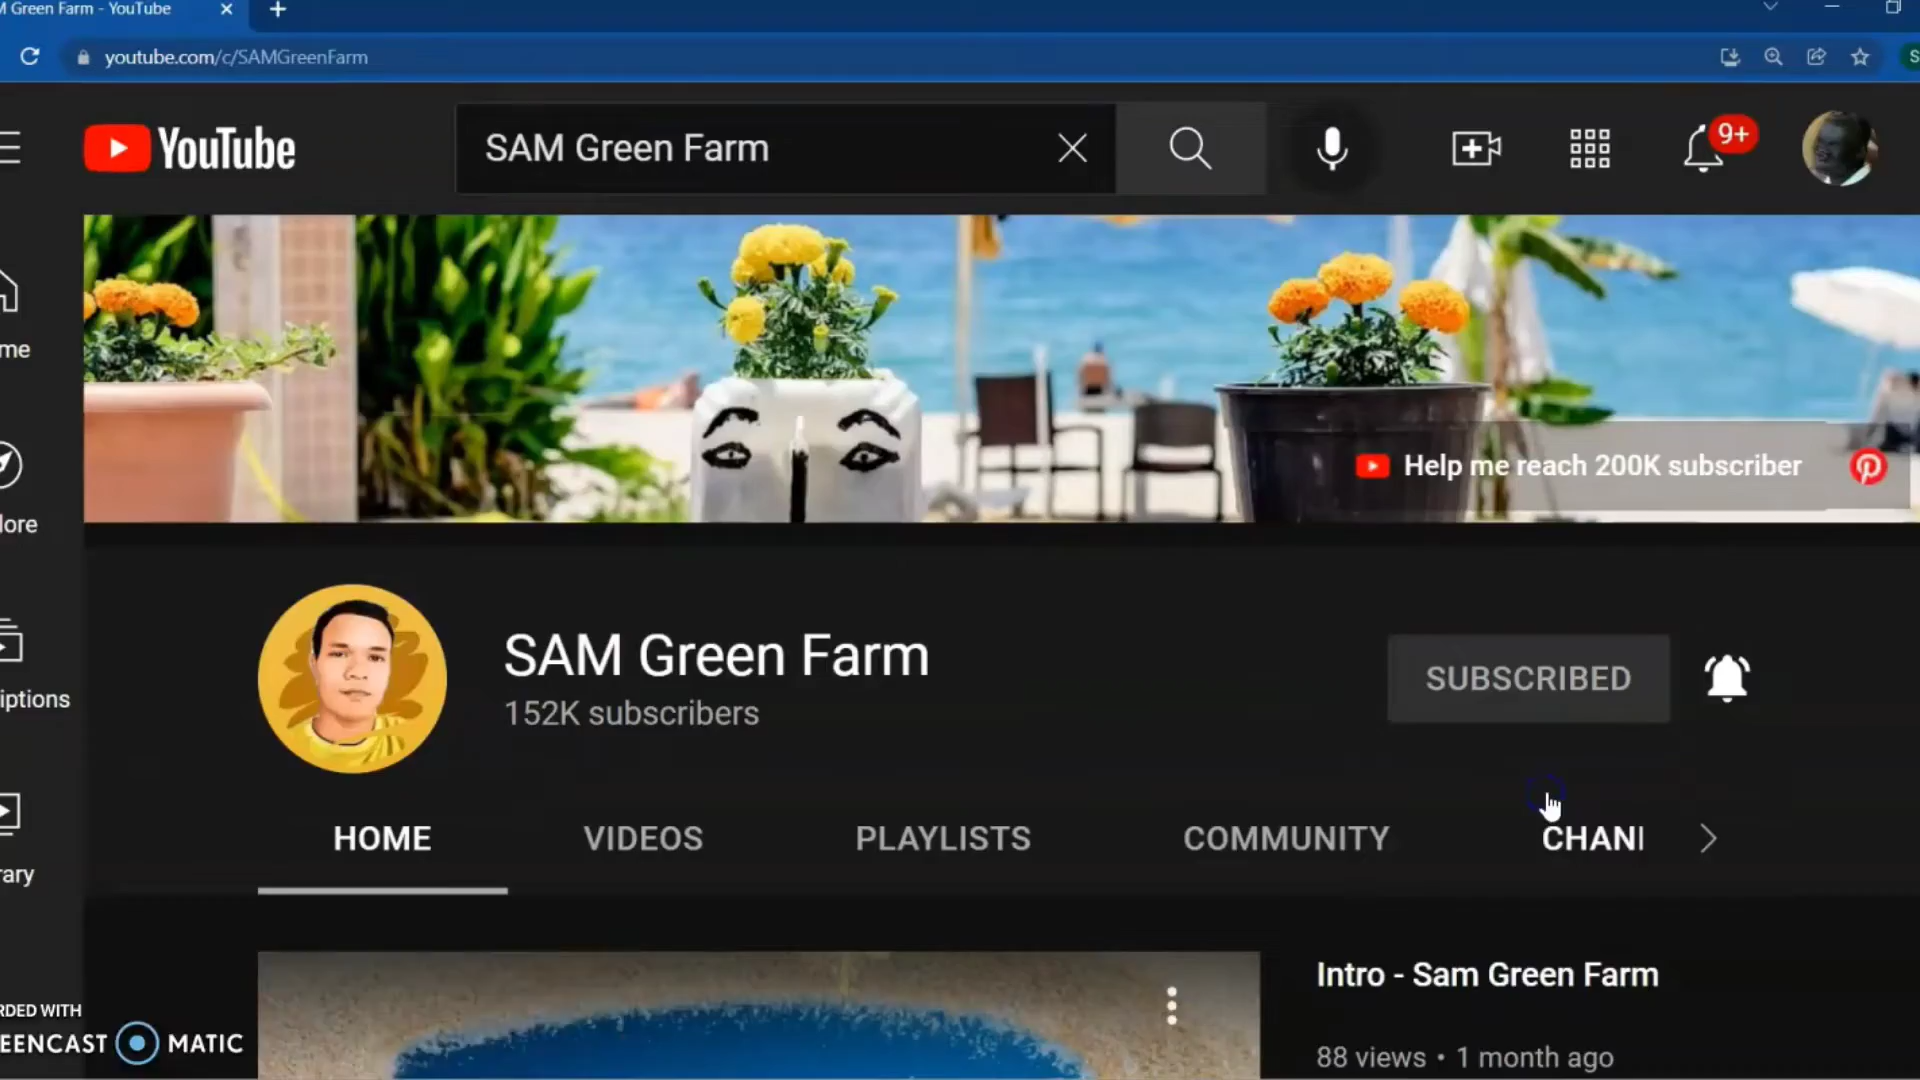 M Green Farm - YouTube
youtube.com/c/SAMGreenFarm
S
YouTube
SAM Green Farm
9+
me
lore
iptions
rary
Help me reach 200K subscriber
SAM Green Farm
152K subscribers
SUBSCRIBED
HOME
VIDEOS
PLAYLISTS
COMMUNITY
CHAN
Intro - Sam Green Farm
88 views • 1 month ago
RDED WITH
EENCAST MATIC